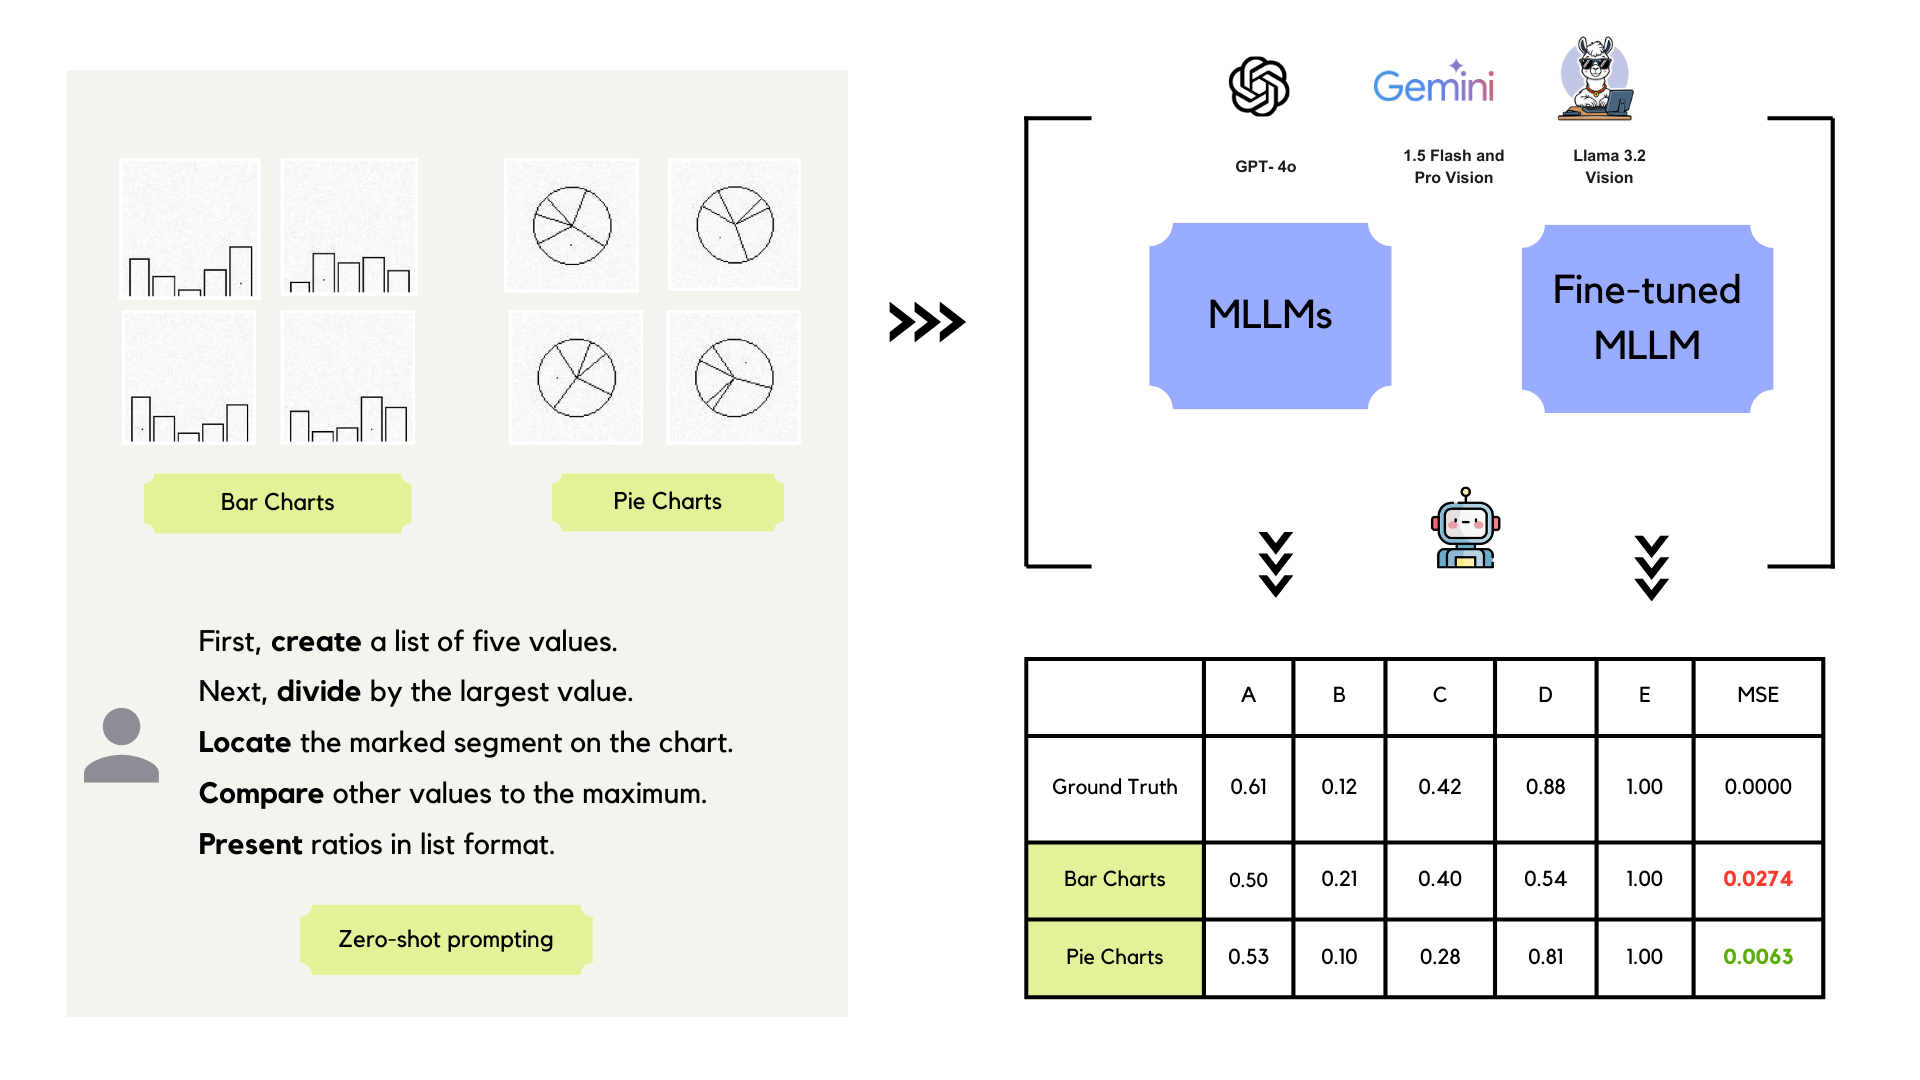 Bar Charts
Pie Charts
First, create a list of five values.
Next, divide by the largest value.
Locate the marked segment on the chart.
Compare other values to the maximum.
Present ratios in list format.
Zero-shot prompting
Gemini
GPT- 4o
1.5 Flash and
Pro Vision
Llama 3.2
Vision
MLLMs
Fine-tuned
MLLM
A B C D E MSE
Ground Truth 0.61 0.12 0.42 0.88 1.00 0.0000
Bar Charts 0.50 0.21 0.40 0.54 1.00 0.0274
Pie Charts 0.53 0.10 0.28 0.81 1.00 0.0063